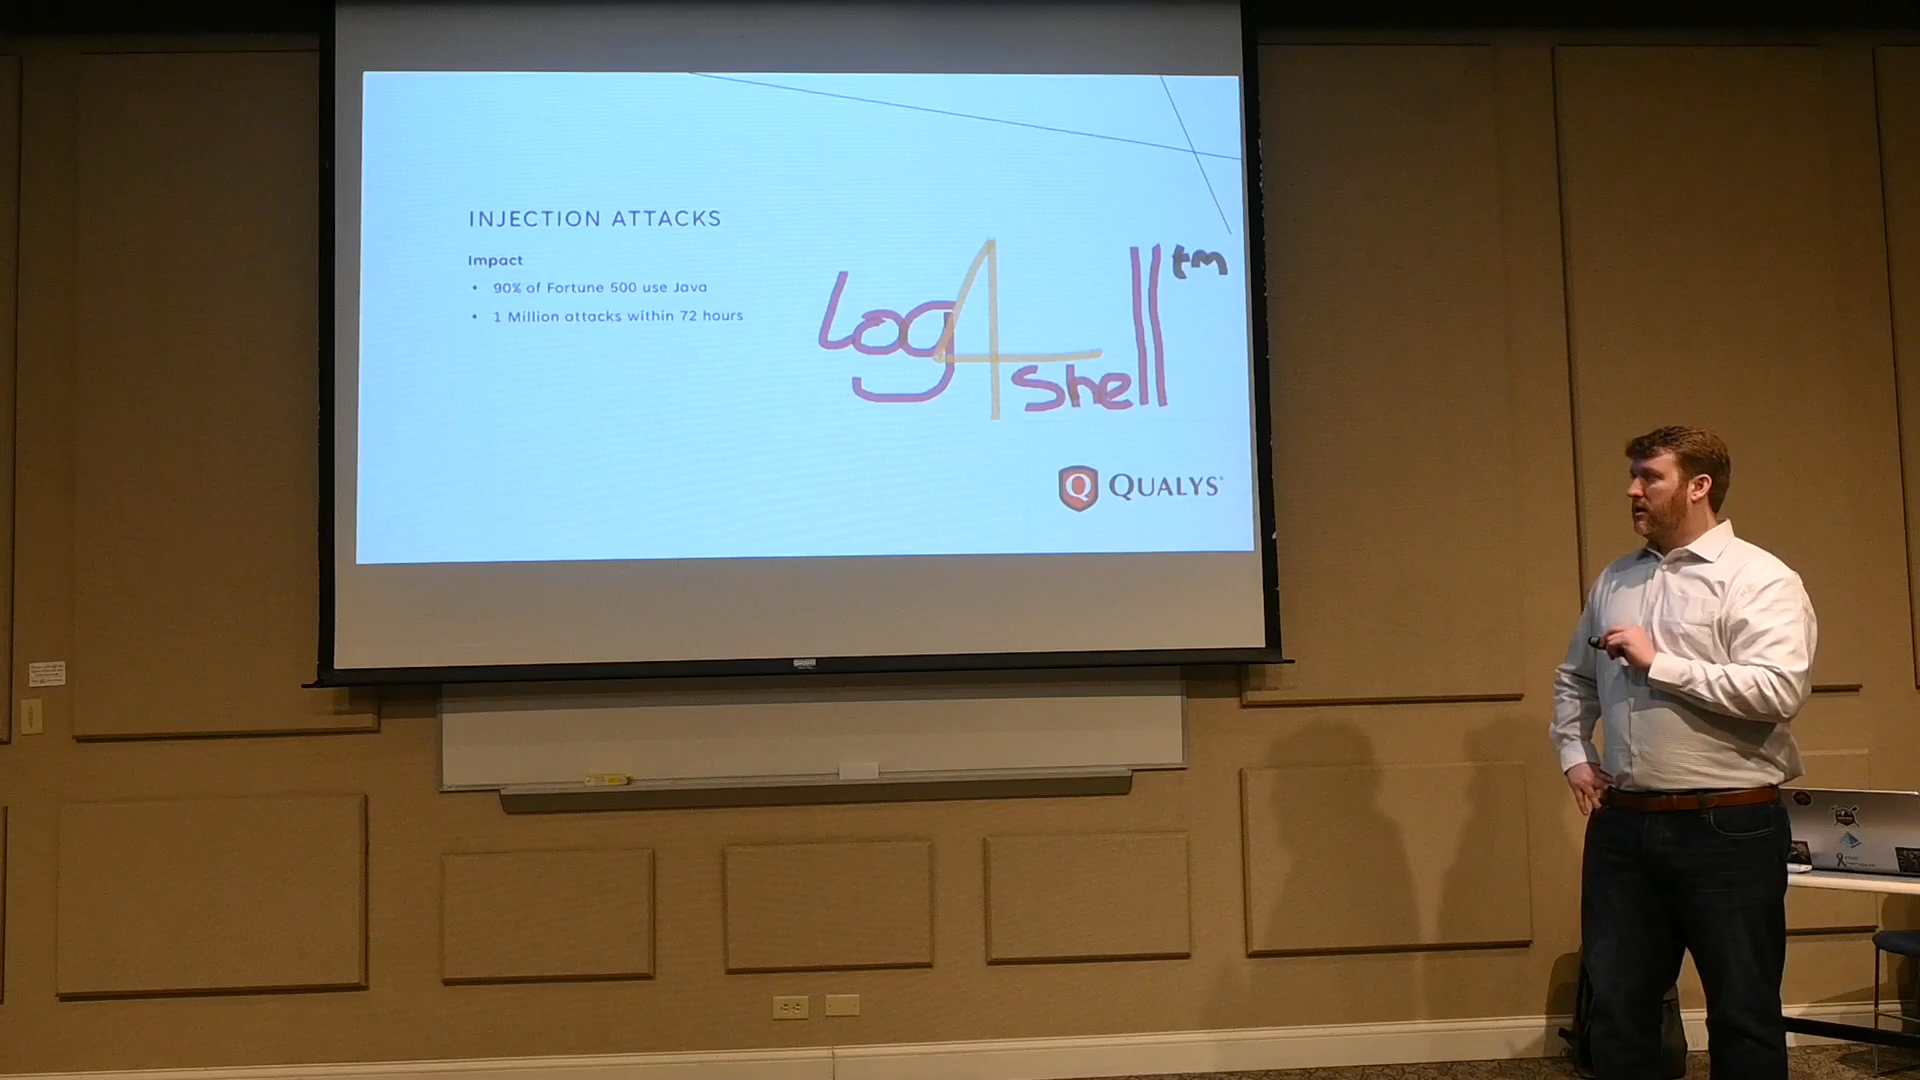 INJECTION ATTACKS
Impact
• 90% of Fortune 500 use Java
• 1 Million attacks within 72 hours
Log4shell tm
Q QUALYS